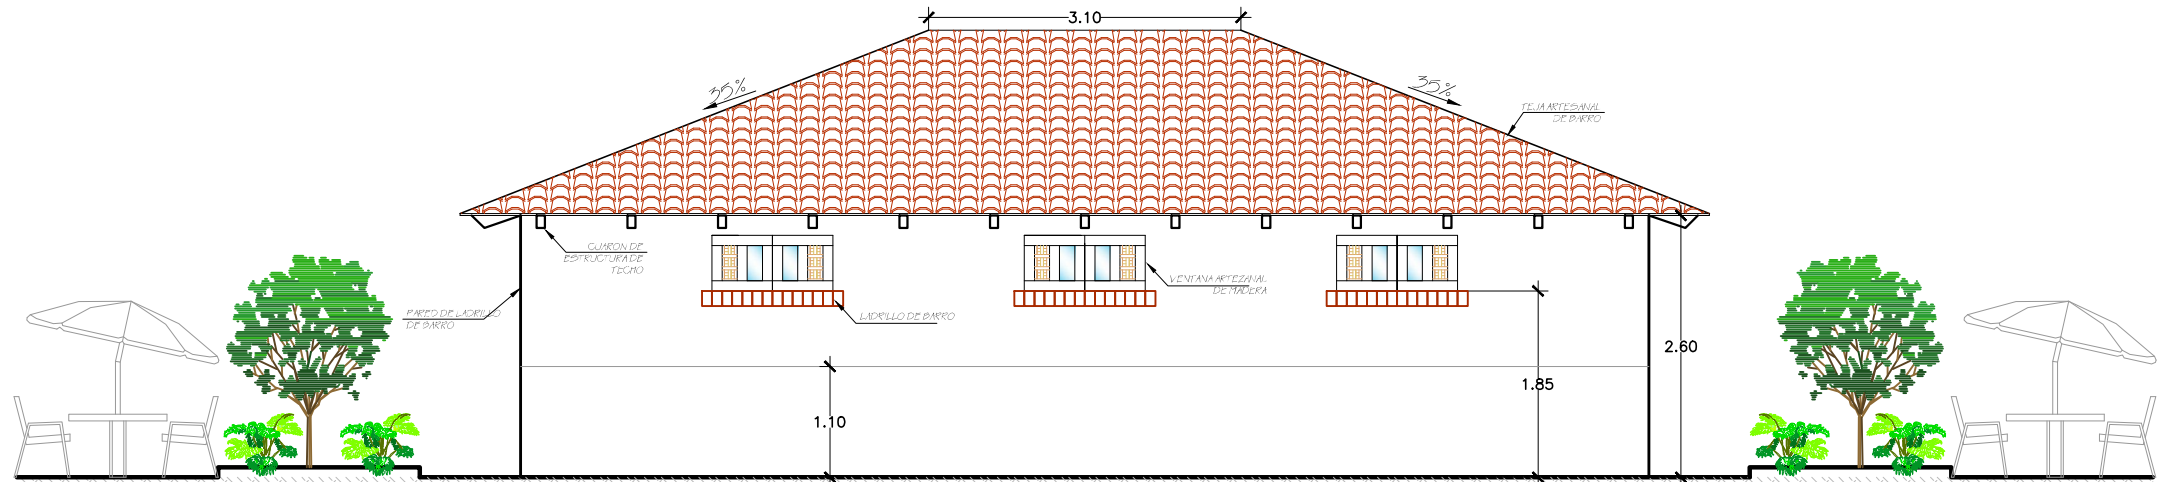 3.10
35%
35%
TEJA ARTESANAL
DE BARRO
CUARON DE
ESTRUCTURA DE
TECHO
VENTANA ARTEZANAL
DE MADERA
PARED DE LADRILLO
DE BARRO
LADRILLO DE BARRO
2.60
1.85
1.10